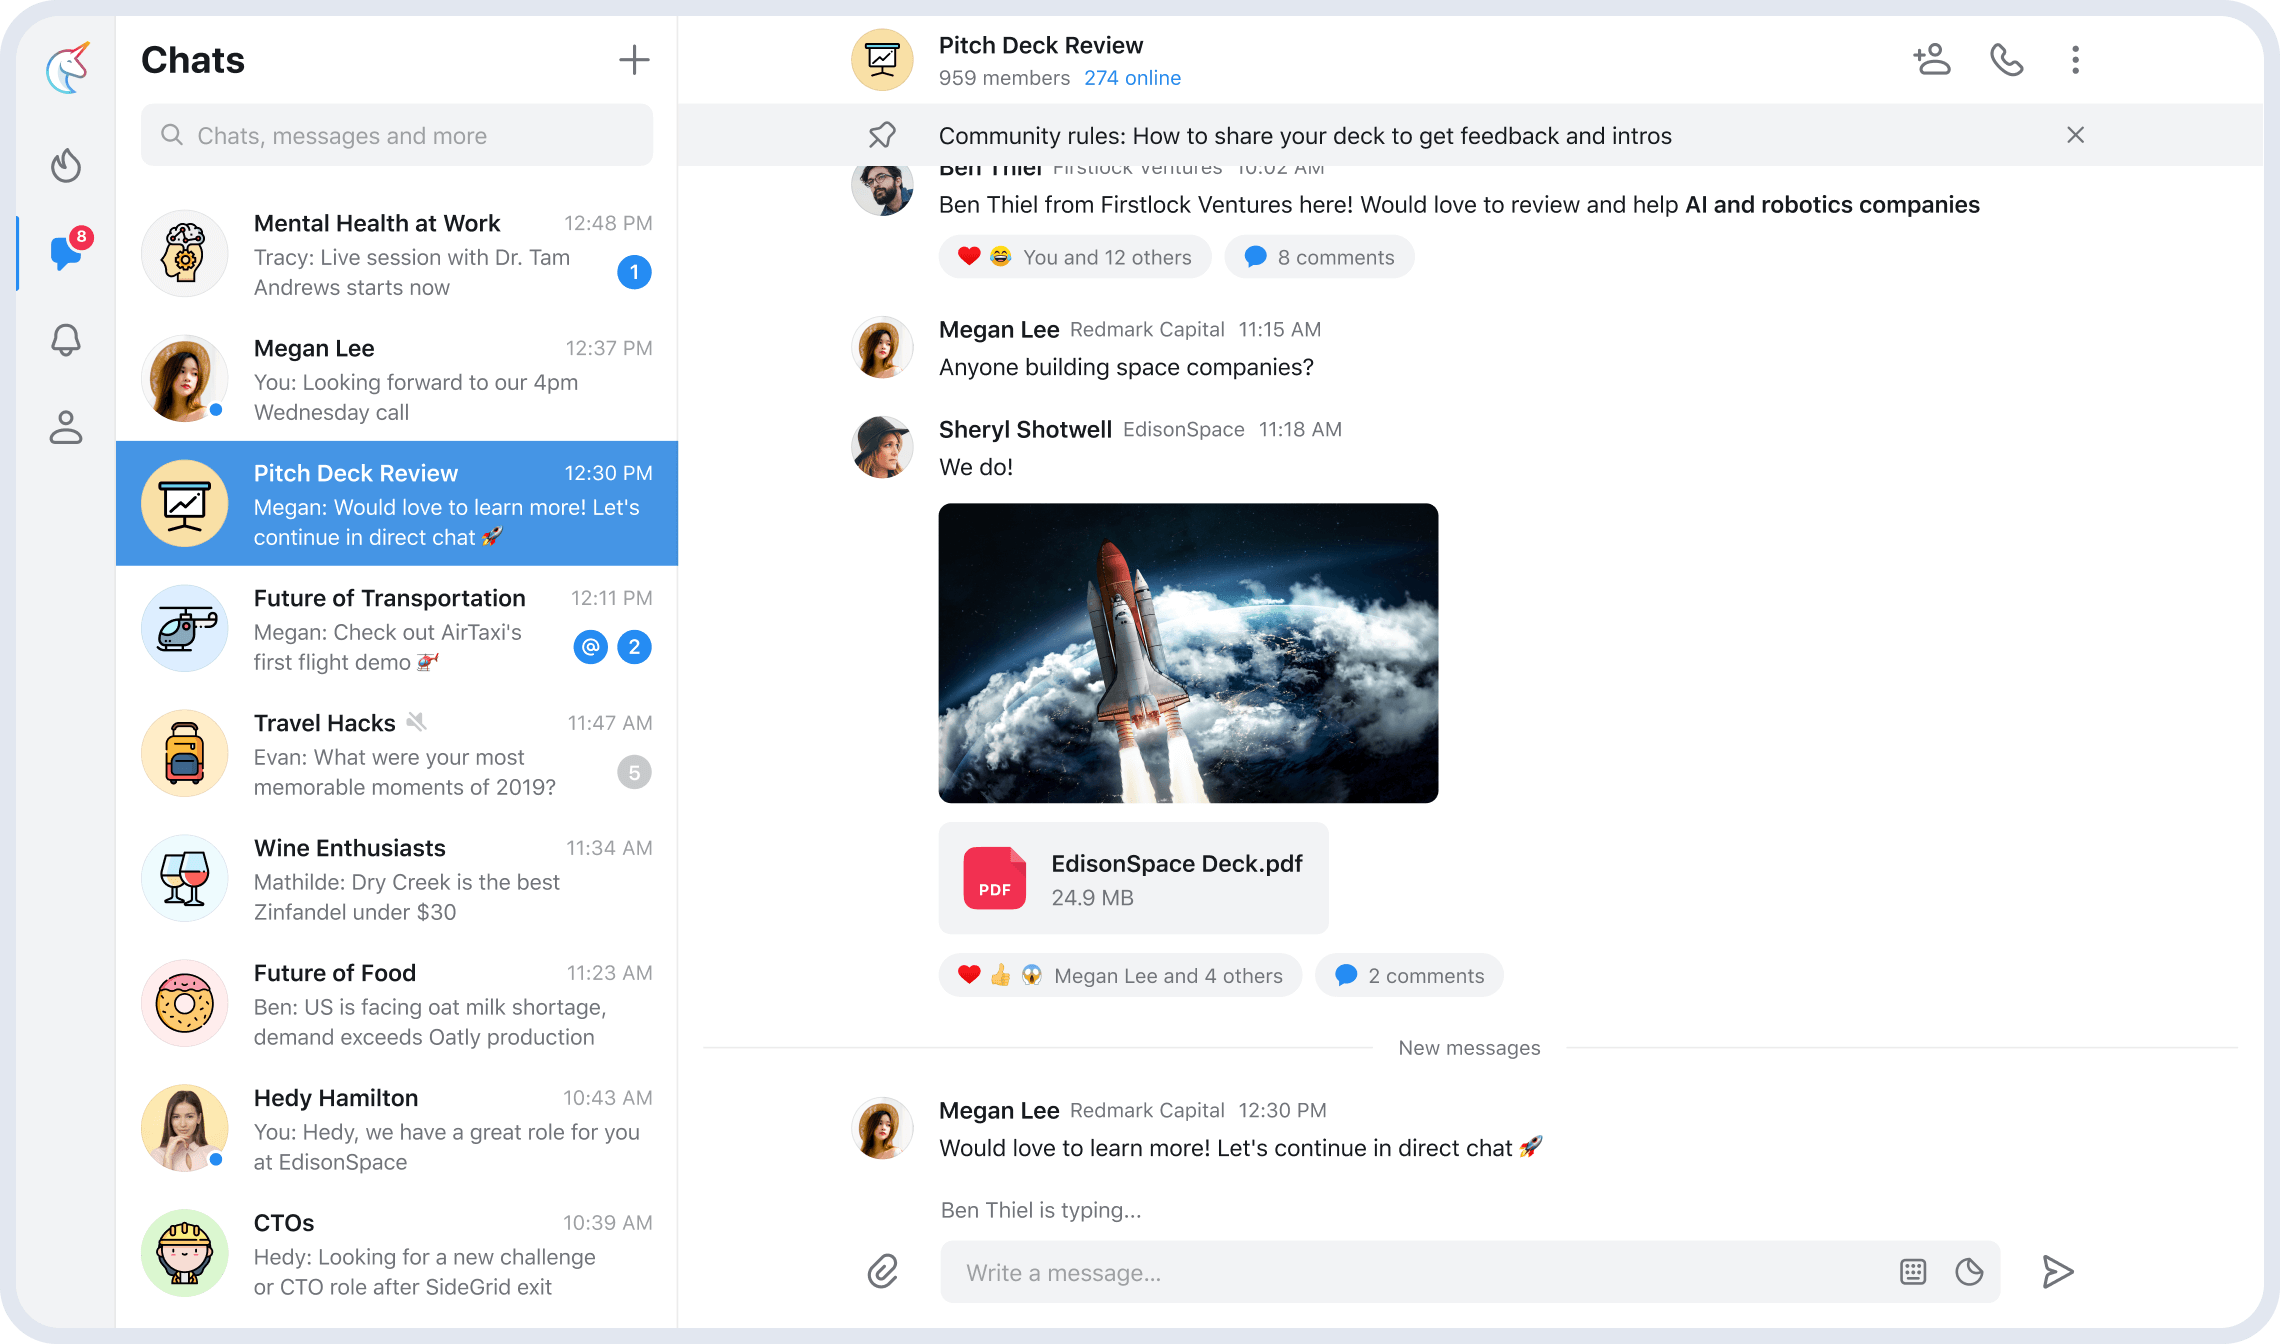 Chats
8
Chats, messages and more
Mental Health at Work 12:48 PM
Tracy: Live session with Dr. Tam
Andrews starts now
1
Megan Lee 12:37 PM
You: Looking forward to our 4pm
Wednesday call
Pitch Deck Review 12:30 PM
Megan: Would love to learn more! Let's
continue in direct chat 🚀
Future of Transportation 12:11 PM
Megan: Check out AirTaxi's
first flight demo 🚁
@ 2
Travel Hacks 11:47 AM
Evan: What were your most
memorable moments of 2019?
5
Wine Enthusiasts 11:34 AM
Mathilde: Dry Creek is the best
Zinfandel under $30
Future of Food 11:23 AM
Ben: US is facing oat milk shortage,
demand exceeds Oatly production
Hedy Hamilton 10:43 AM
You: Hedy, we have a great role for you
at EdisonSpace
CTOs 10:39 AM
Hedy: Looking for a new challenge
or CTO role after SideGrid exit
Pitch Deck Review
959 members 274 online
Community rules: How to share your deck to get feedback and intros
Ben Thiel Firstlock Ventures 10:02 AM
Ben Thiel from Firstlock Ventures here! Would love to review and help AI and robotics companies
❤️ 😂 You and 12 others 8 comments
Megan Lee Redmark Capital 11:15 AM
Anyone building space companies?
Sheryl Shotwell EdisonSpace 11:18 AM
We do!
PDF
EdisonSpace Deck.pdf
24.9 MB
❤️ 👍 😱 Megan Lee and 4 others 2 comments
New messages
Megan Lee Redmark Capital 12:30 PM
Would love to learn more! Let's continue in direct chat 🚀
Ben Thiel is typing...
Write a message...